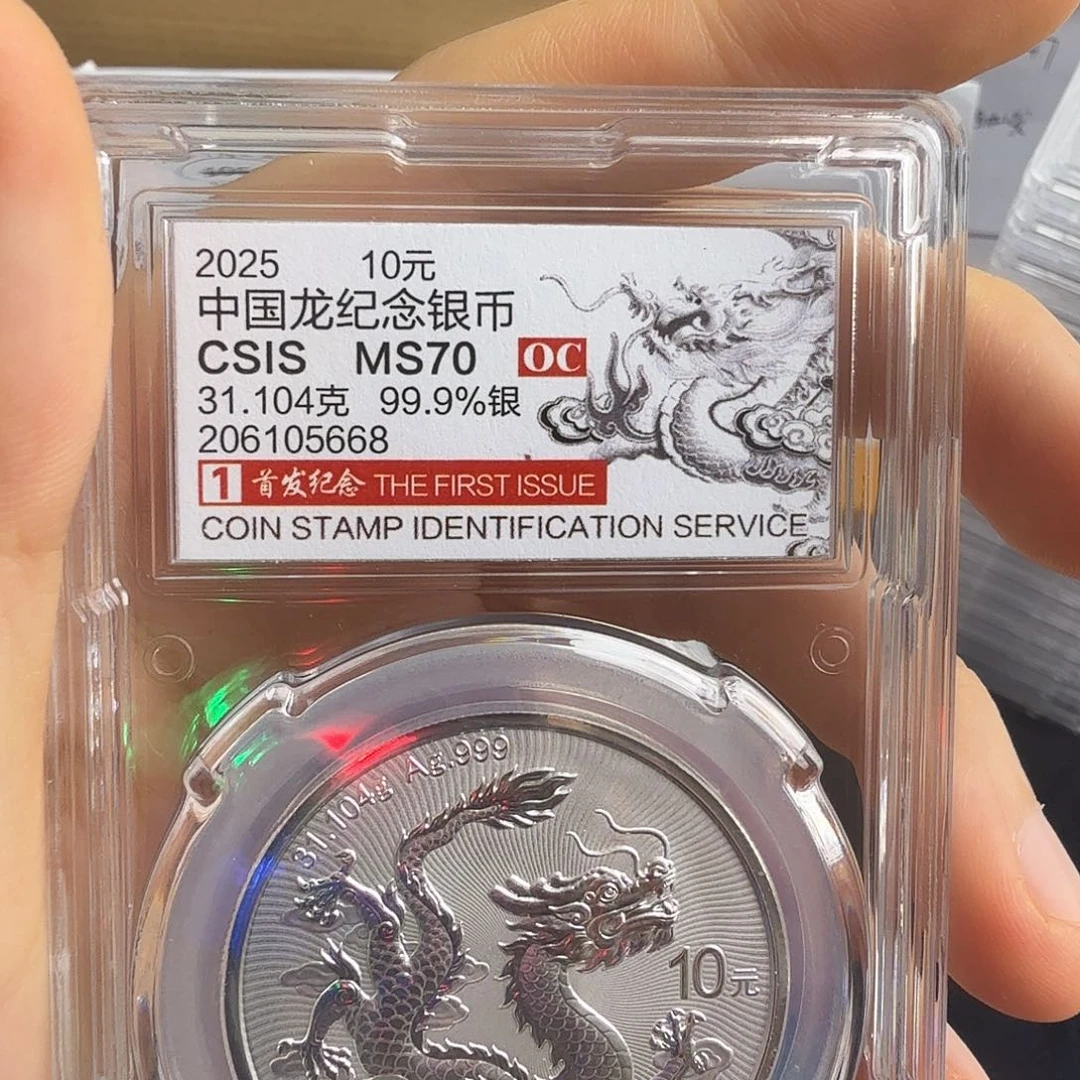 2025 10元
中国龙纪念银币
CSIS MS70 OC
31.104克 99.9%银
206105668
1 首发纪念 THE FIRST ISSUE
COIN STAMP IDENTIFICATION SERVICE
31.104g Ag.999
10元